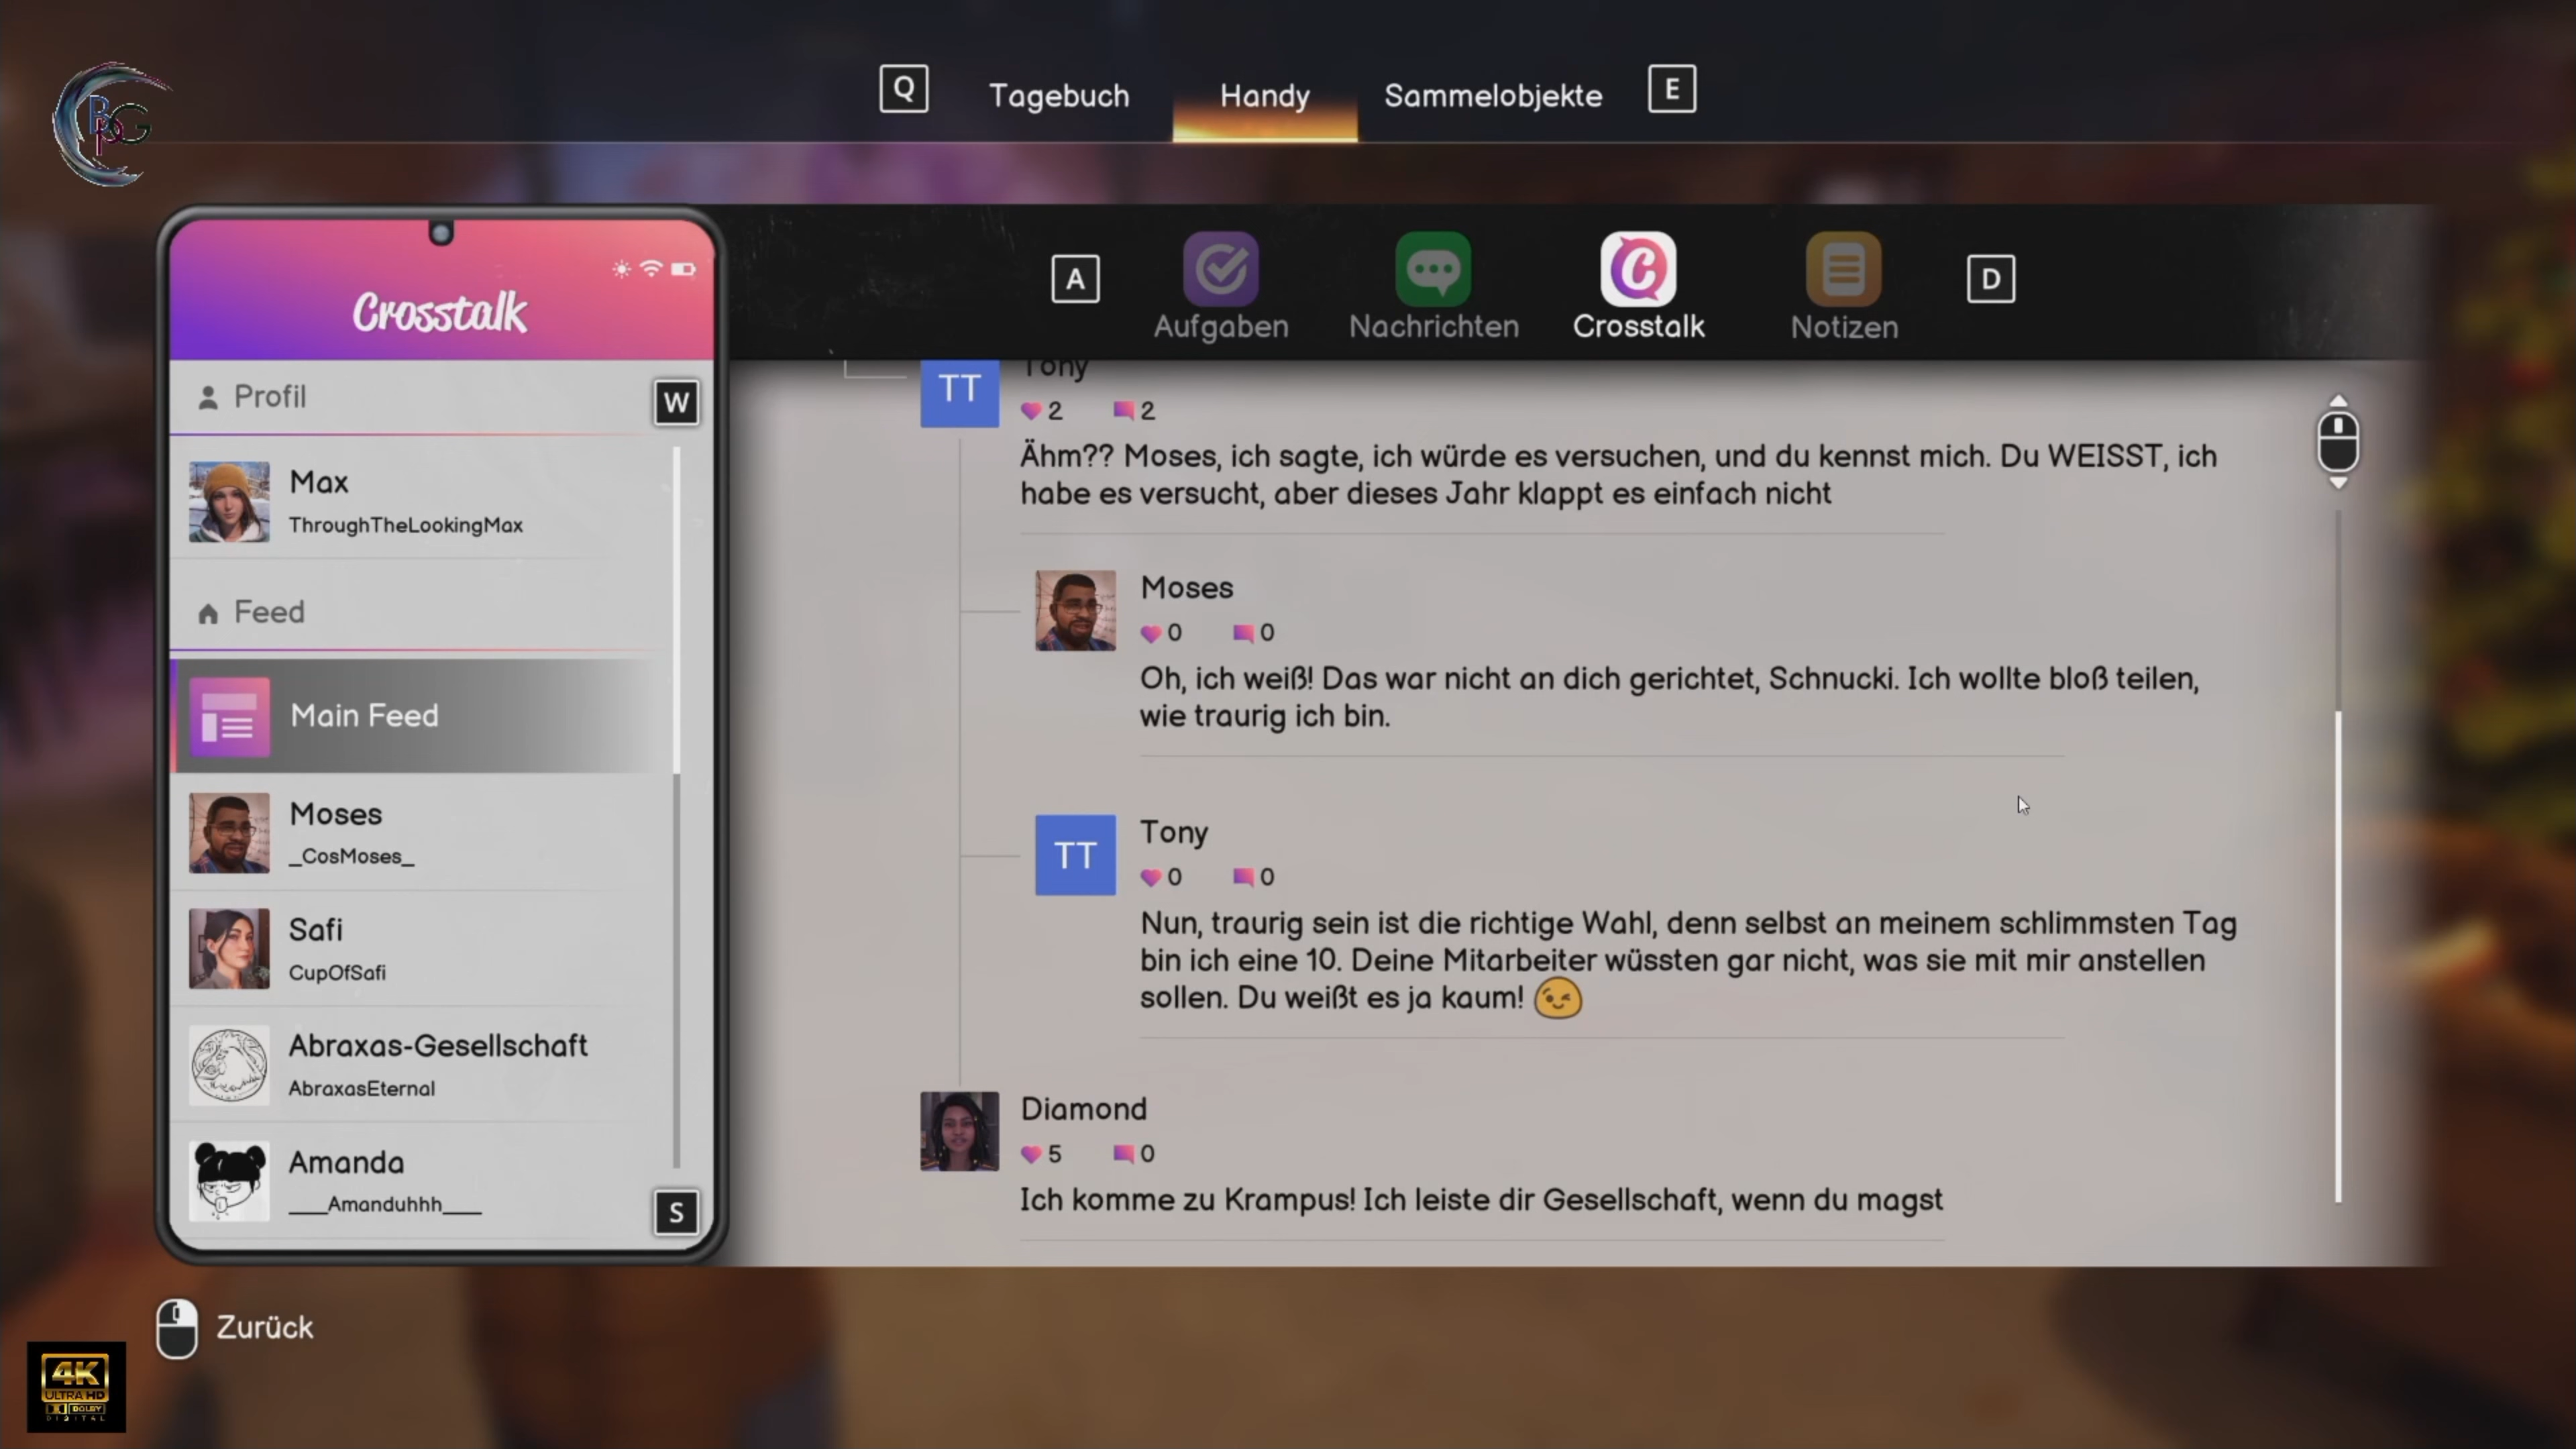 Q Tagebuch Handy Sammelobjekte E
Crosstalk
A Aufgaben Nachrichten Crosstalk Notizen D
Profil W
Max
ThroughTheLookingMax
Feed
Main Feed
Moses
_CosMoses_
Safi
CupOfSafi
Abraxas-Gesellschaft
AbraxasEternal
Amanda
___Amanduhhh___
S
TT Tony
2 2
Ähm?? Moses, ich sagte, ich würde es versuchen, und du kennst mich. Du WEISST, ich
habe es versucht, aber dieses Jahr klappt es einfach nicht
Moses
0 0
Oh, ich weiß! Das war nicht an dich gerichtet, Schnucki. Ich wollte bloß teilen,
wie traurig ich bin.
TT Tony
0 0
Nun, traurig sein ist die richtige Wahl, denn selbst an meinem schlimmsten Tag
bin ich eine 10. Deine Mitarbeiter wüssten gar nicht, was sie mit mir anstellen
sollen. Du weißt es ja kaum! 😉
Diamond
5 0
Ich komme zu Krampus! Ich leiste dir Gesellschaft, wenn du magst
Zurück
4K
ULTRA HD
DOLBY
DIGITAL